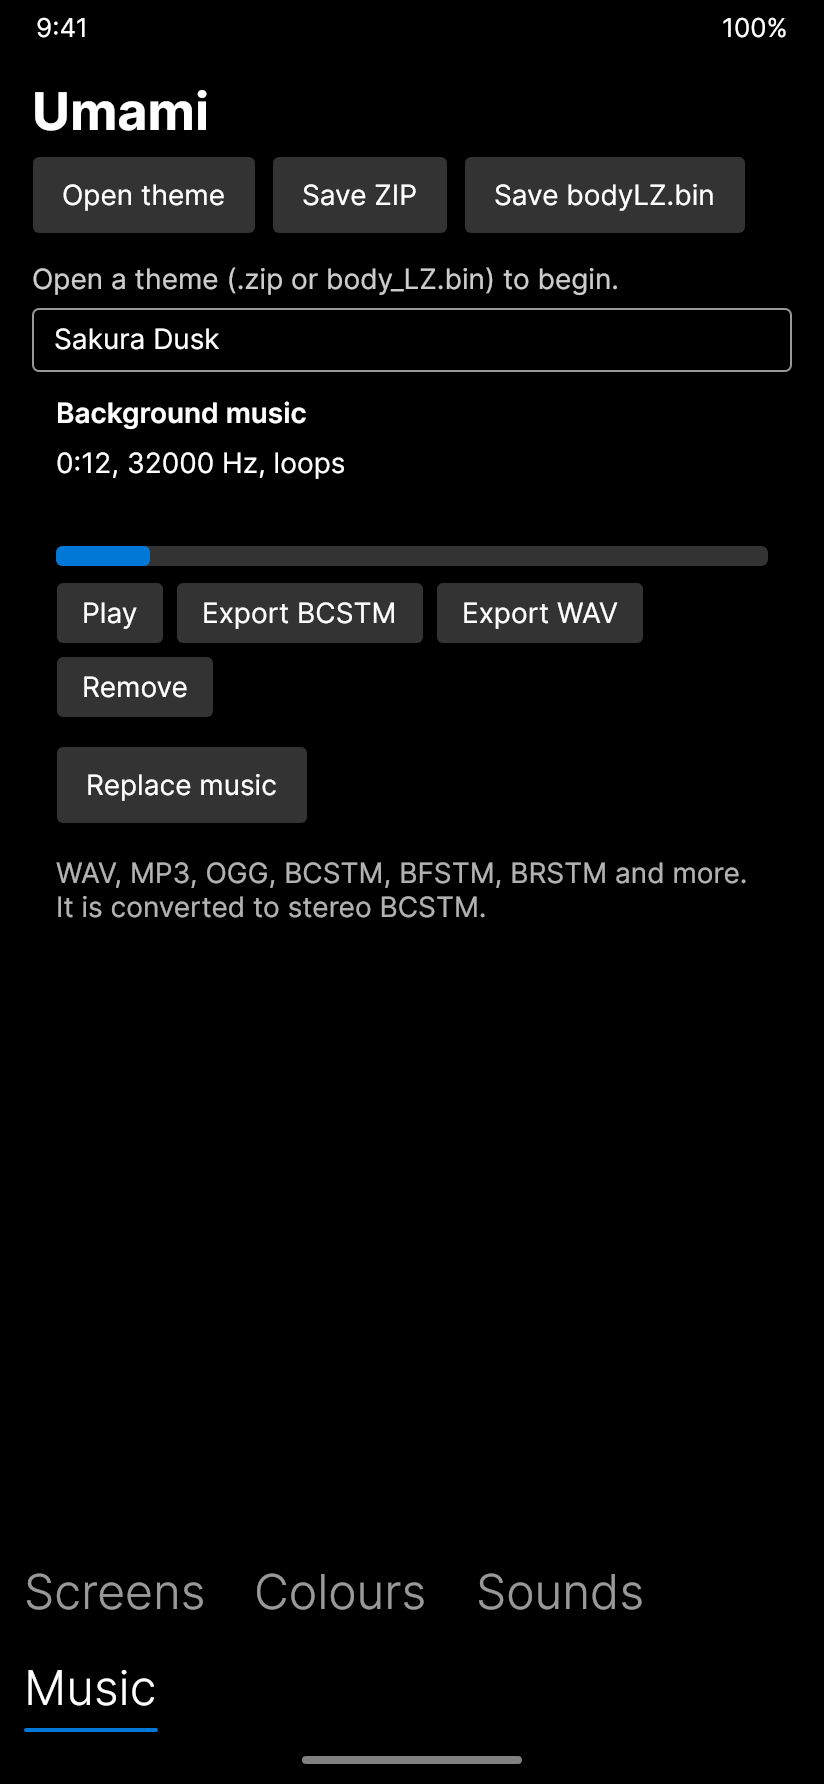 9:41 100%
Umami
Open theme Save ZIP Save bodyLZ.bin
Open a theme (.zip or body_LZ.bin) to begin.
Sakura Dusk
Background music
0:12, 32000 Hz, loops
Play Export BCSTM Export WAV
Remove
Replace music
WAV, MP3, OGG, BCSTM, BFSTM, BRSTM and more.
It is converted to stereo BCSTM.
Screens Colours Sounds
Music